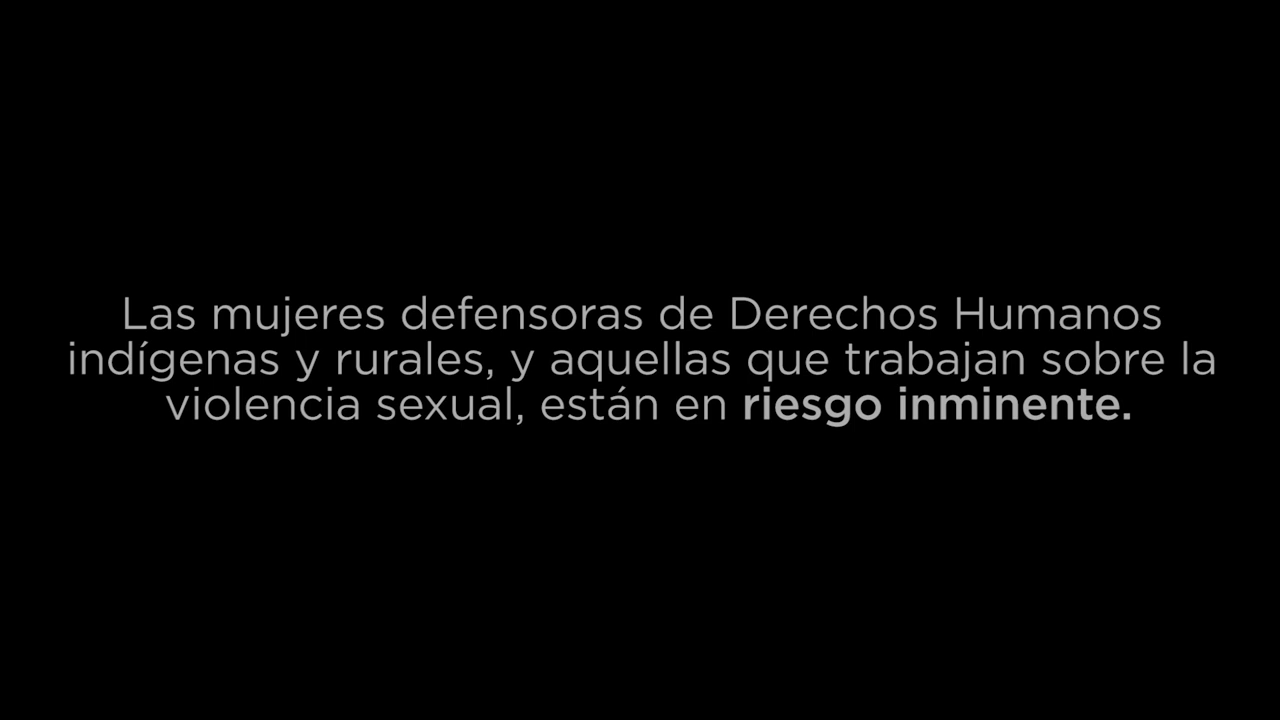 Las mujeres defensoras de Derechos Humanos
indígenas y rurales, y aquellas que trabajan sobre la
violencia sexual, están en riesgo inminente.